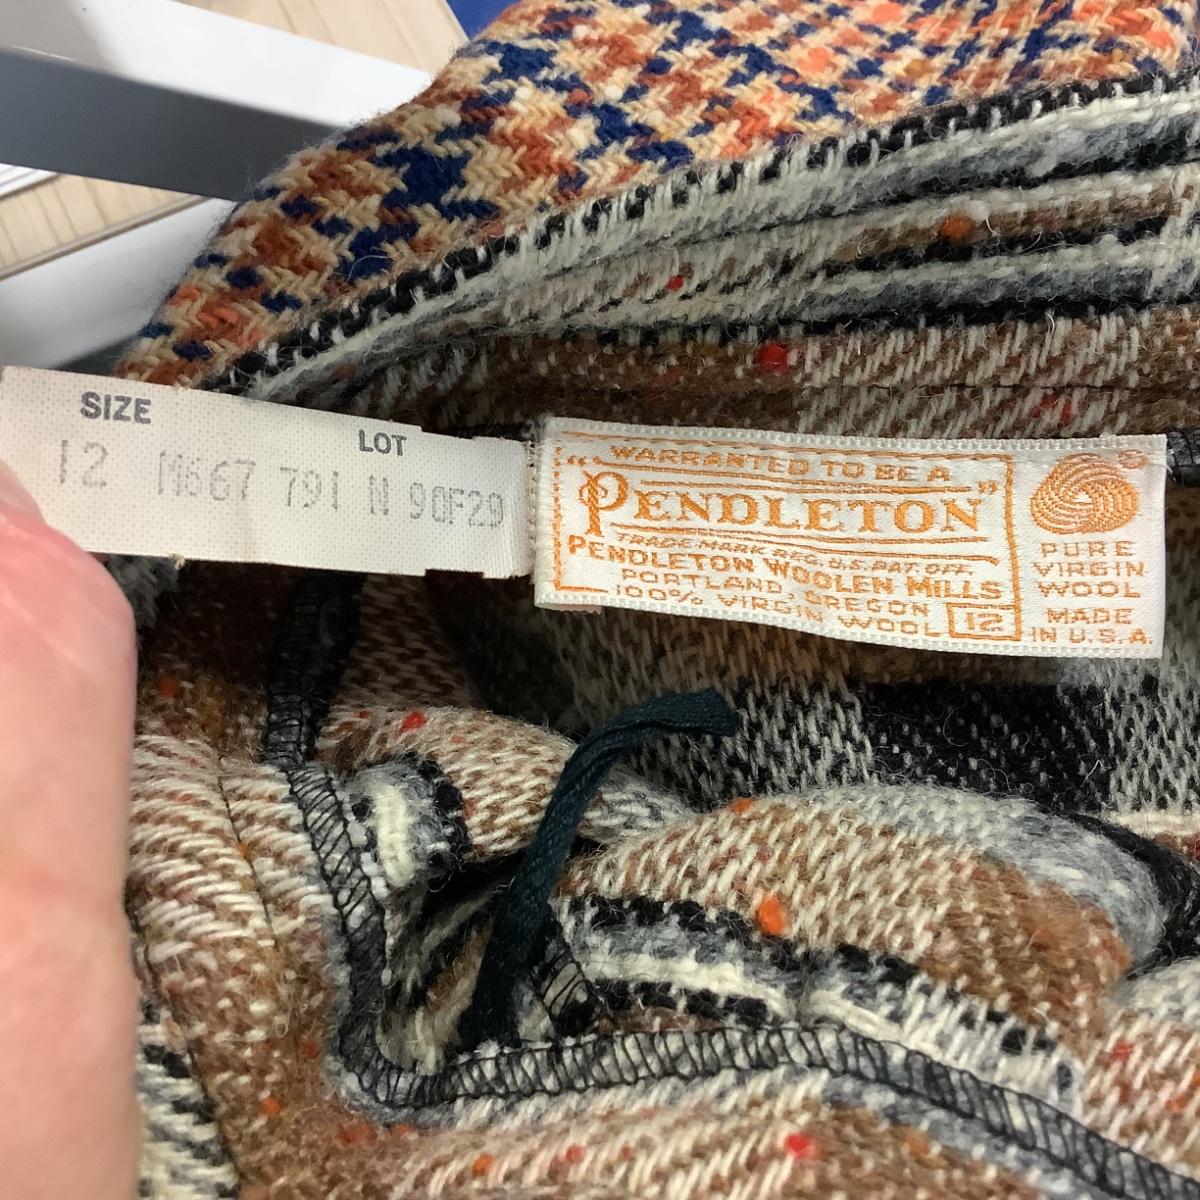 SIZE
LOT
12 M667 791 N 90F29
WARRANTED TO BE A
"PENDLETON"
TRADE MARK REG. U.S. PAT. OFF.
PENDLETON WOOLEN MILLS
PORTLAND, OREGON
100% VIRGIN WOOL 12
PURE
VIRGIN
WOOL
MADE
IN U.S.A.